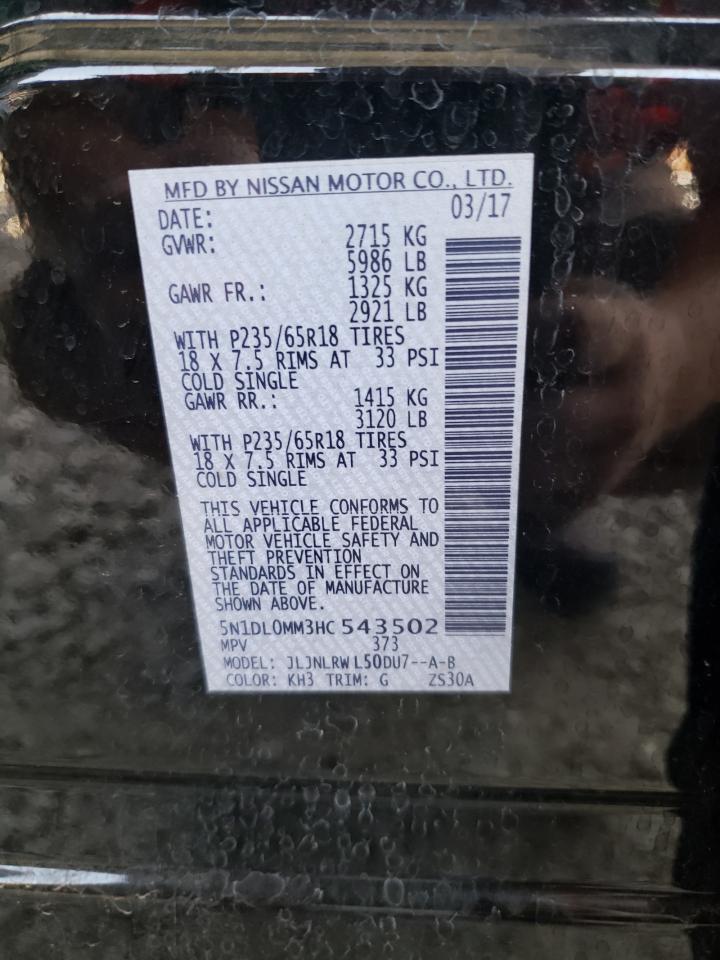 MFD BY NISSAN MOTOR CO., LTD.
DATE: 03/17
GVWR: 2715 KG
5986 LB
GAWR FR.: 1325 KG
2921 LB
WITH P235/65R18 TIRES
18 X 7.5 RIMS AT 33 PSI
COLD SINGLE
GAWR RR.: 1415 KG
3120 LB
WITH P235/65R18 TIRES
18 X 7.5 RIMS AT 33 PSI
COLD SINGLE
THIS VEHICLE CONFORMS TO
ALL APPLICABLE FEDERAL
MOTOR VEHICLE SAFETY AND
THEFT PREVENTION
STANDARDS IN EFFECT ON
THE DATE OF MANUFACTURE
SHOWN ABOVE.
5N1DL0MM3HC 543502
MPV 373
MODEL: JLJNLRW L50DU7--A-B
COLOR: KH3 TRIM: G ZS30A